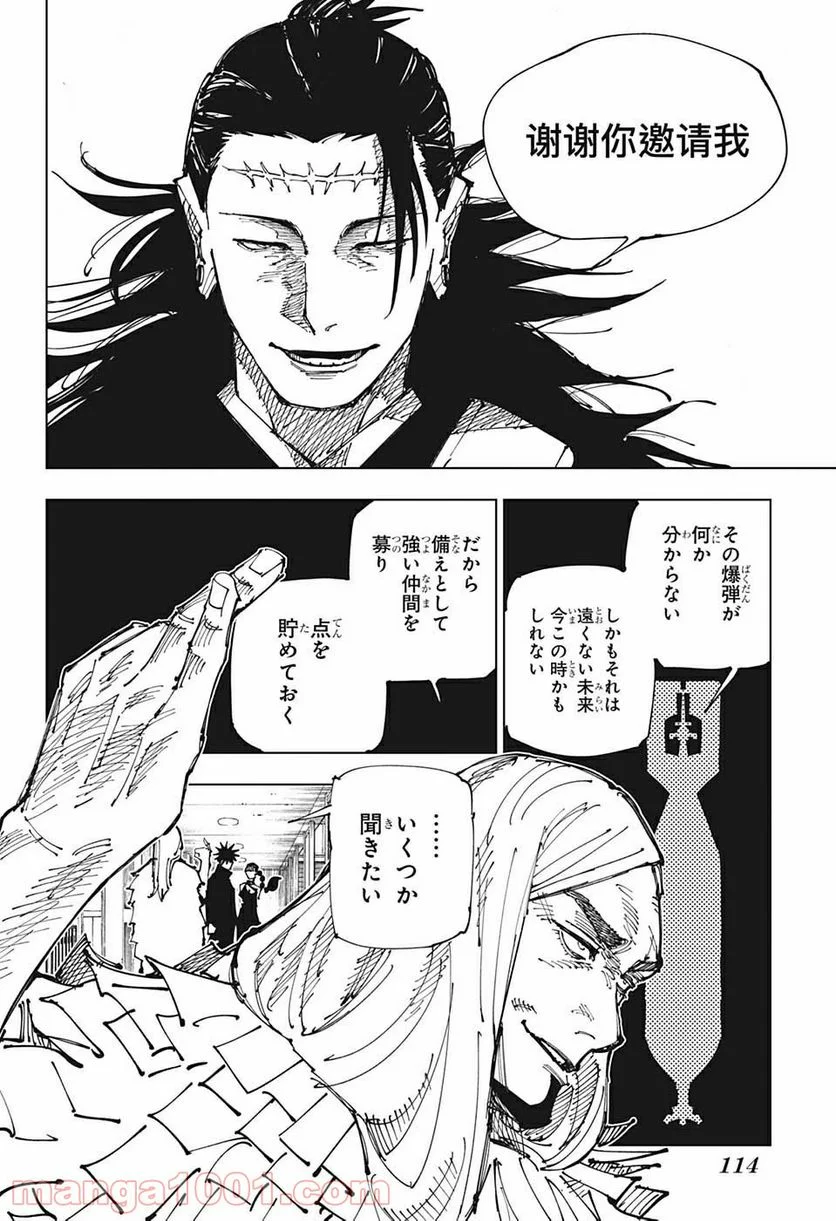 谢谢你邀请我
その爆弾が
何か
分からない
しかもそれは
遠くない未来
今この時かも
しれない
だから
備えとして
強い仲間を
募り
点を
貯めておく
……
いくつか
聞きたい
114
manga1001.com